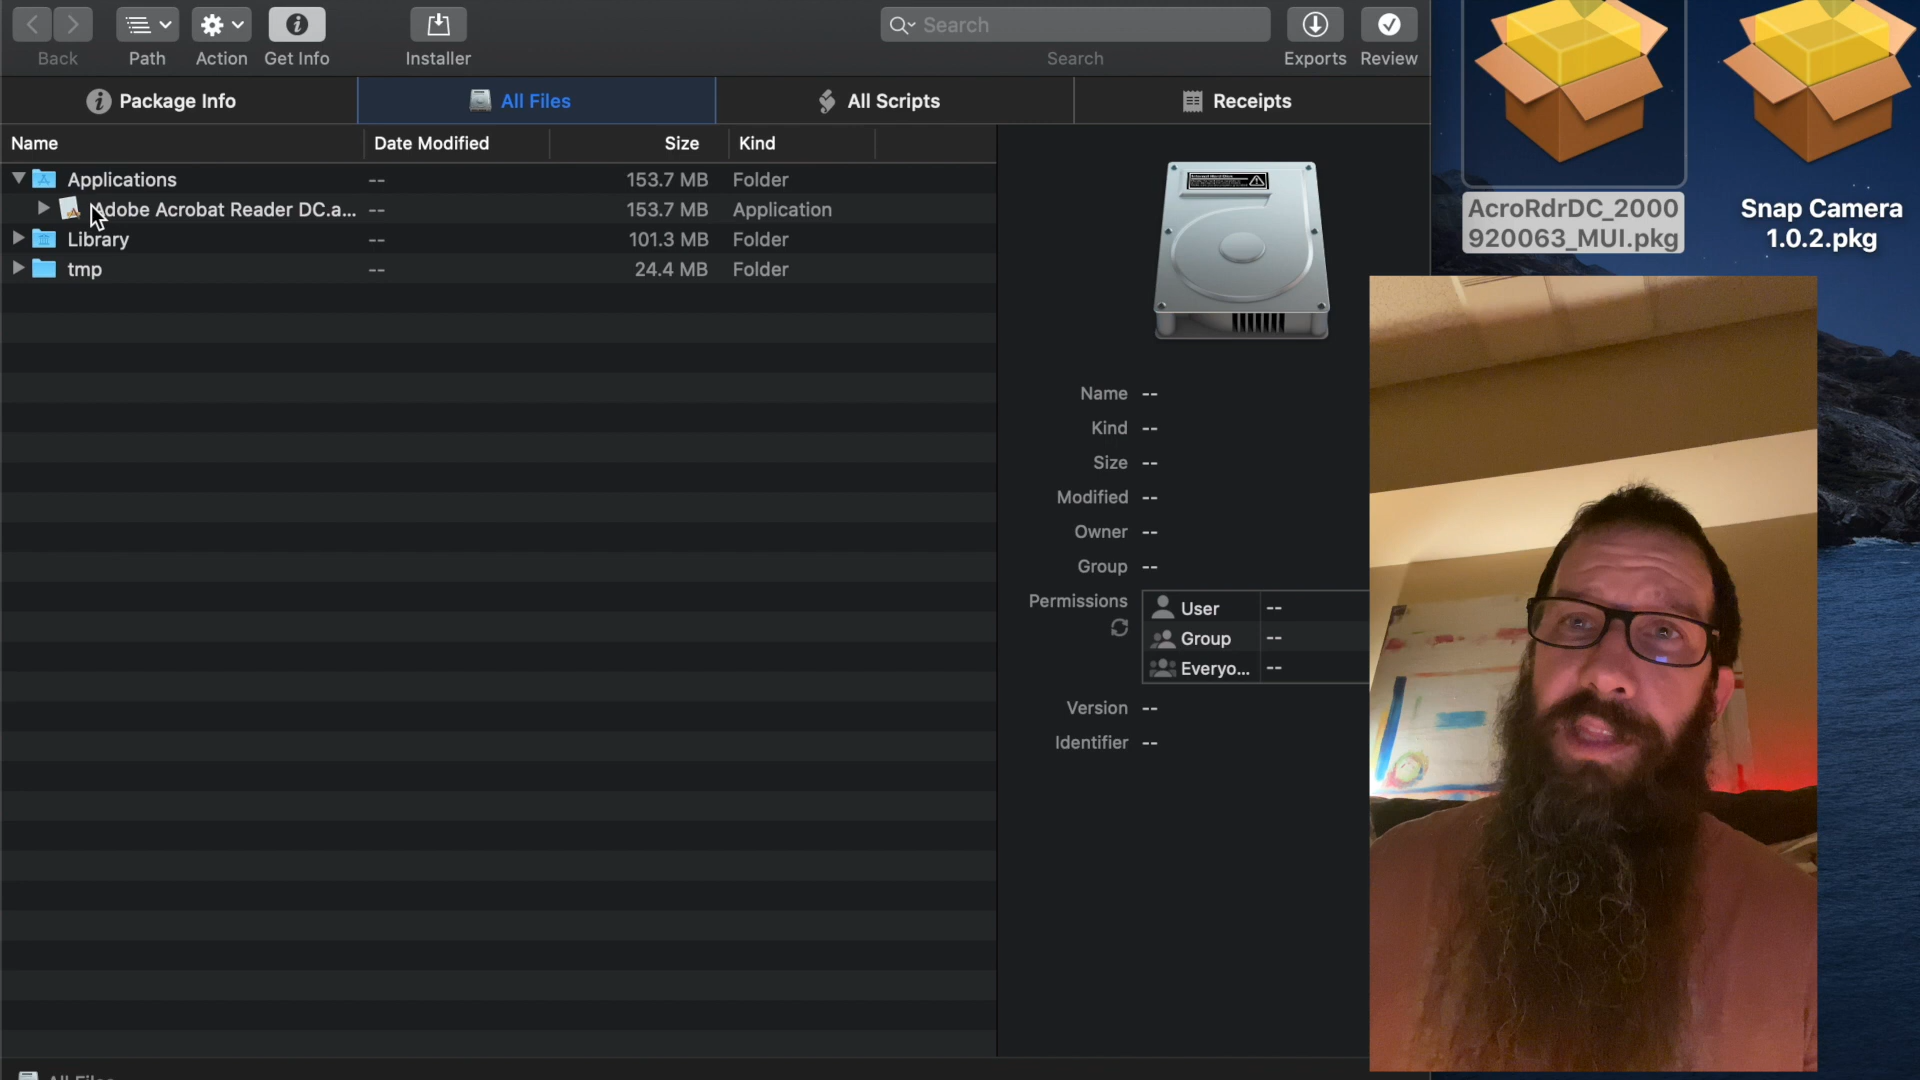 Back
Path
Action
Get Info
Installer
Search
Search
Exports
Review
Package Info
All Files
All Scripts
Receipts
Name
Date Modified
Size
Kind
Applications -- 153.7 MB Folder
Adobe Acrobat Reader DC.a... -- 153.7 MB Application
Library -- 101.3 MB Folder
tmp -- 24.4 MB Folder
Name --
Kind --
Size --
Modified --
Owner --
Group --
Permissions
User --
Group --
Everyo... --
Version --
Identifier --
AcroRdrDC_2000
920063_MUI.pkg
Snap Camera
1.0.2.pkg
All Files